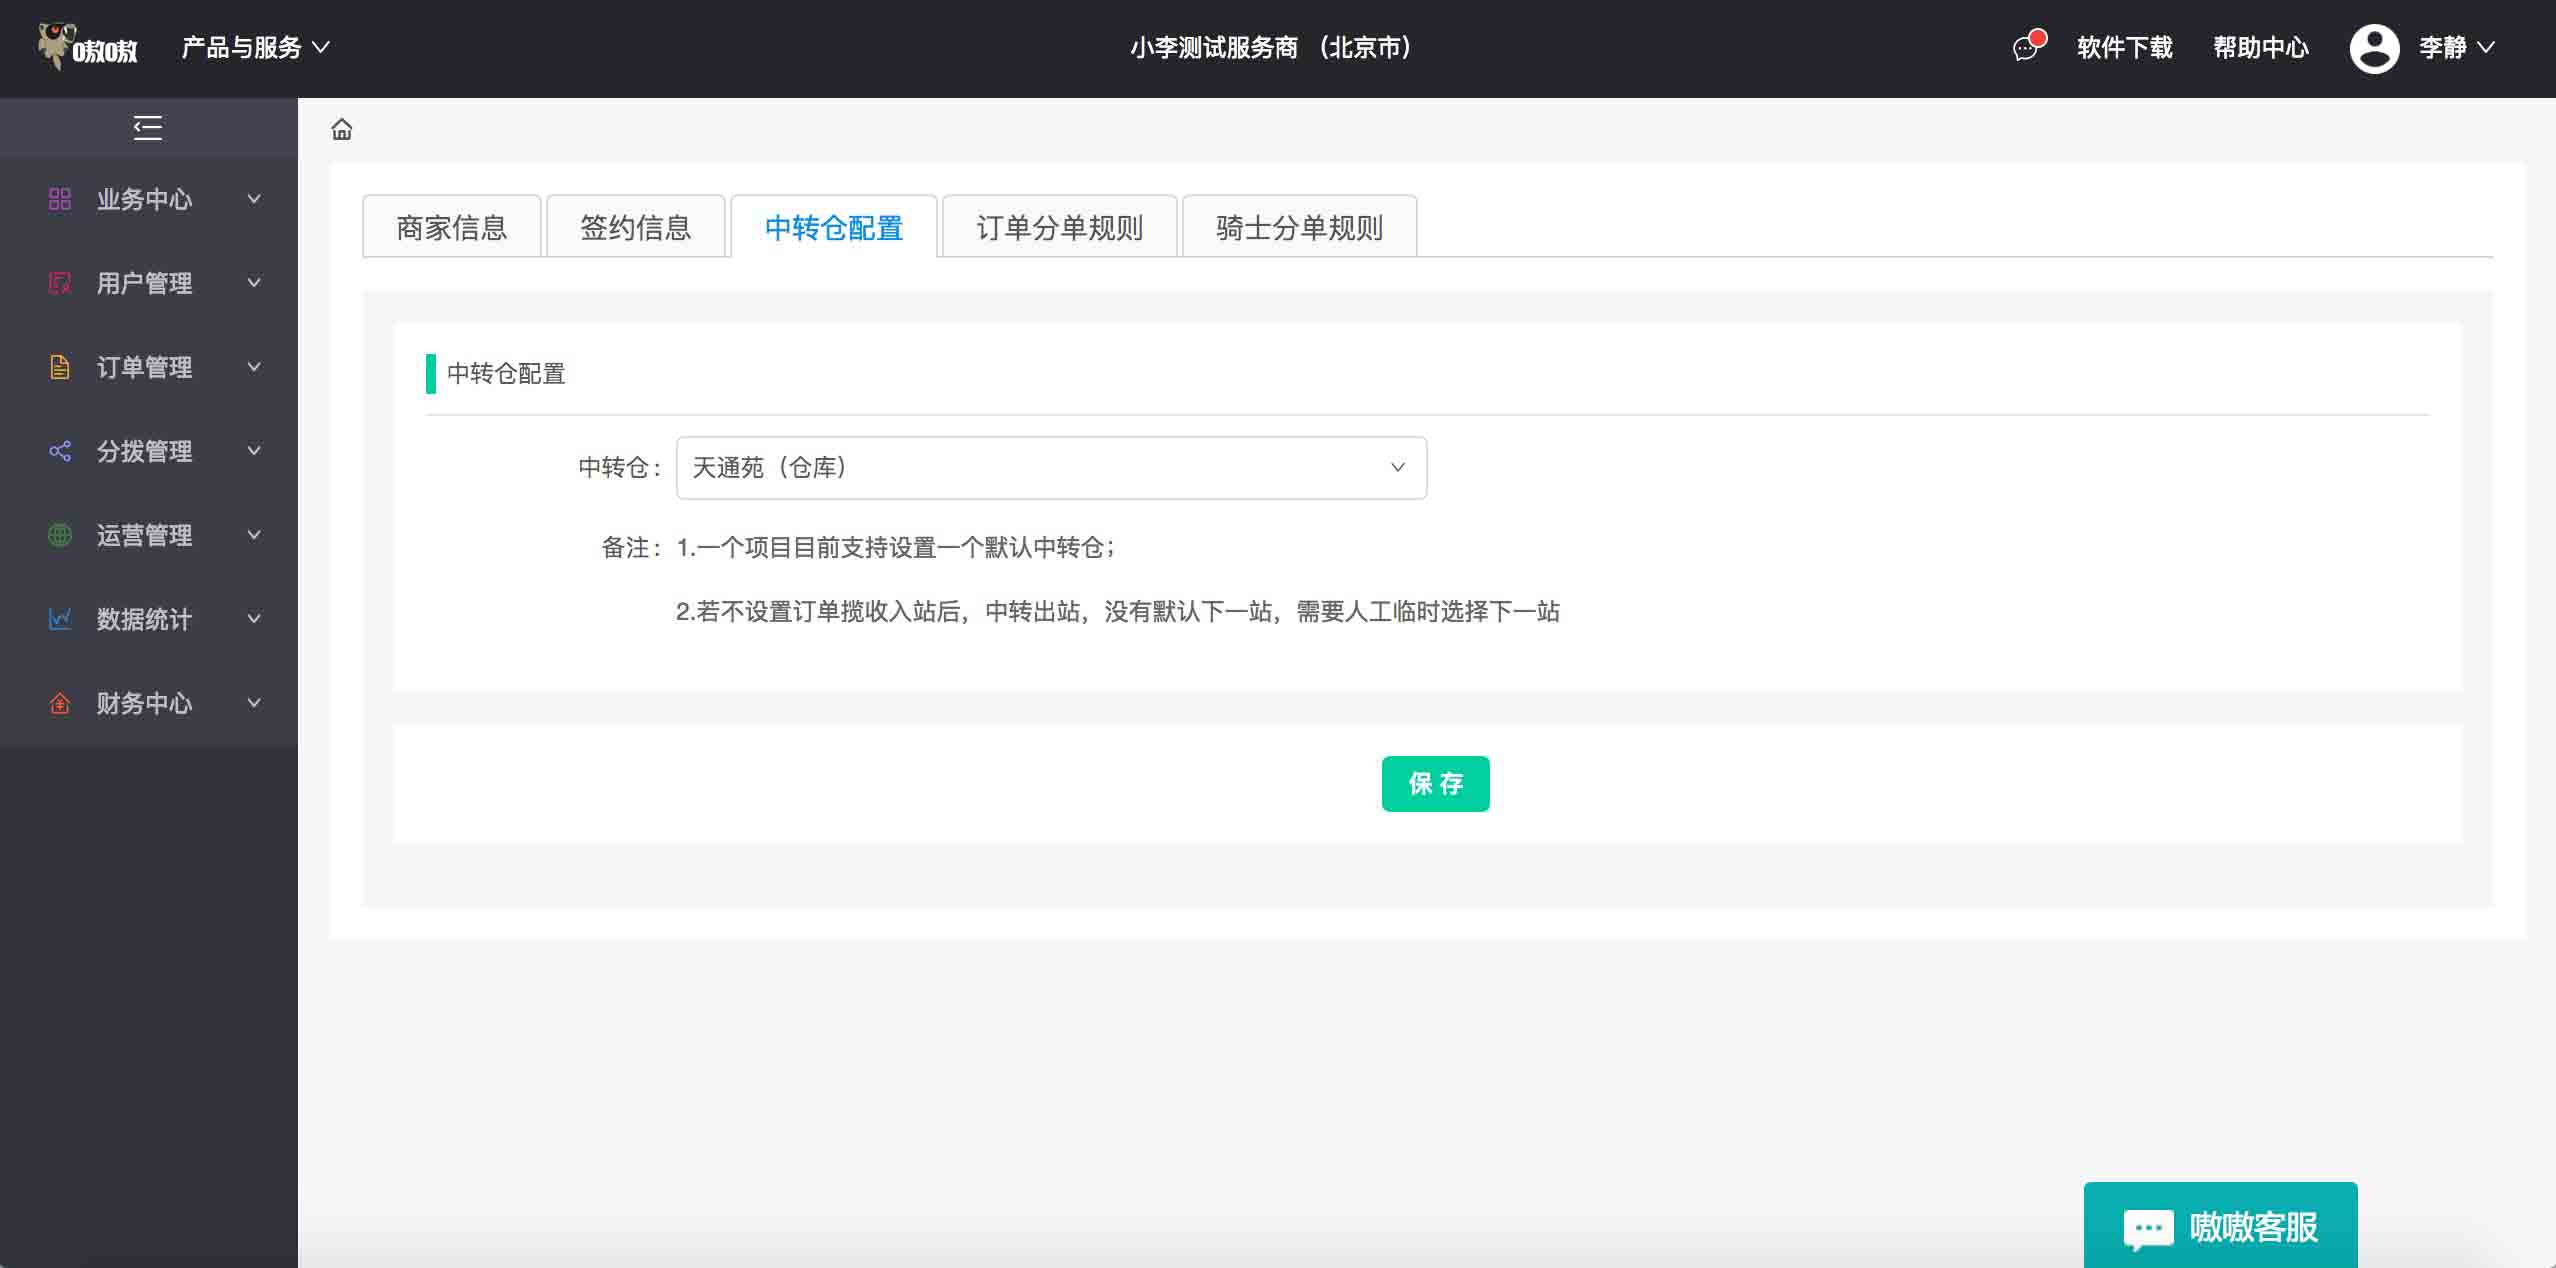 嗷嗷
产品与服务
小李测试服务商 （北京市）
软件下载
帮助中心
李静
业务中心
用户管理
订单管理
分拨管理
运营管理
数据统计
财务中心
商家信息
签约信息
中转仓配置
订单分单规则
骑士分单规则
中转仓配置
中转仓： 天通苑（仓库）
备注： 1.一个项目目前支持设置一个默认中转仓；
2.若不设置订单揽收入站后，中转出站，没有默认下一站，需要人工临时选择下一站
保 存
嗷嗷客服